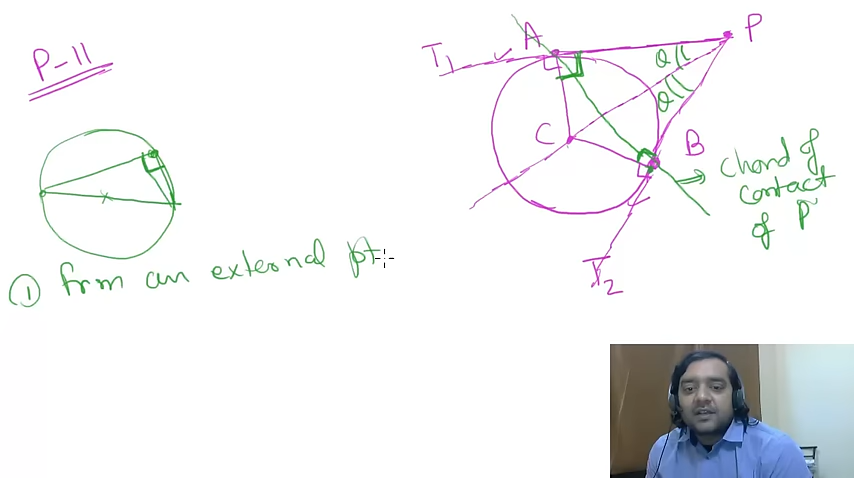 P-11
T1
A
P
θ
θ
C
B
chord of
contact
of P
T2
① from an external pt